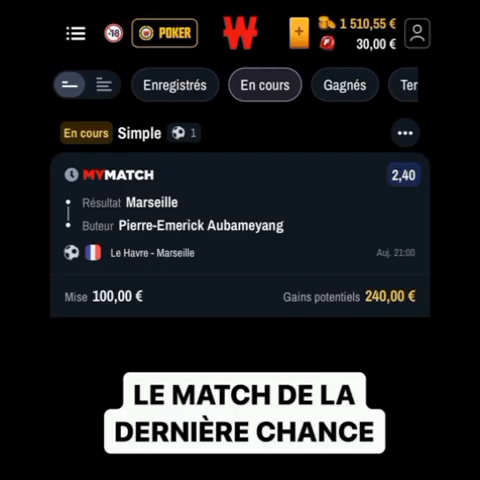 -18 POKER W + 1 510,55 €
30,00 €
Enregistrés En cours Gagnés Ter
En cours Simple 1
MYMATCH 2,40
Résultat Marseille
Buteur Pierre-Emerick Aubameyang
Le Havre - Marseille Auj. 21:00
Mise 100,00 € Gains potentiels 240,00 €
LE MATCH DE LA
DERNIÈRE CHANCE